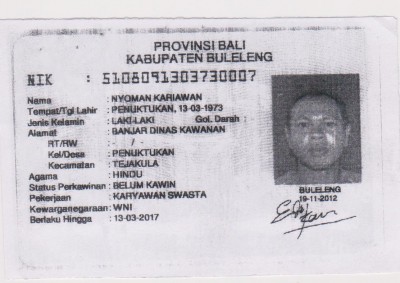 PROVINSI BALI
KABUPATEN BULELENG
NIK : 5108091303730007
Nama : NYOMAN KARIAWAN
Tempat/Tgl Lahir : PENUKTUKAN, 13-03-1973
Jenis Kelamin : LAKI-LAKI Gol. Darah :
Alamat : BANJAR DINAS KAWANAN
RT/RW : - / -
Kel/Desa : PENUKTUKAN
Kecamatan : TEJAKULA
Agama : HINDU
Status Perkawinan : BELUM KAWIN
Pekerjaan : KARYAWAN SWASTA
Kewarganegaraan : WNI
Berlaku Hingga : 13-03-2017
BULELENG
19-11-2012